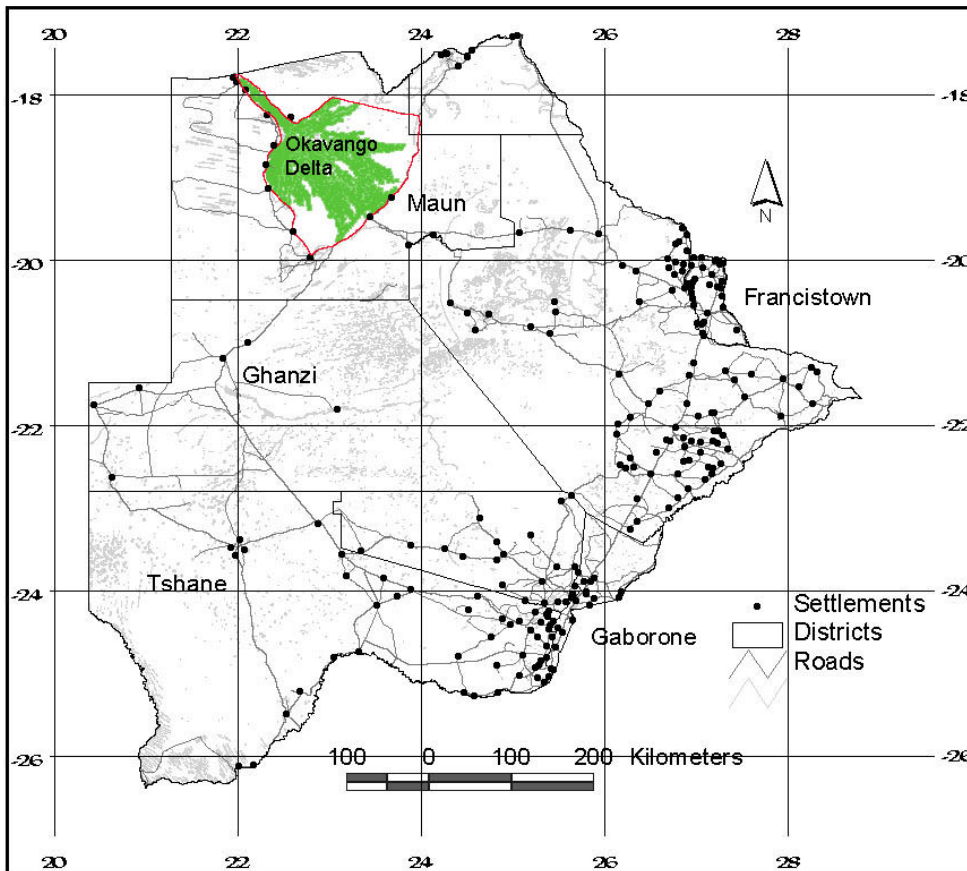 20 22 24 26 28
-18 -18
Okavango
Delta
Maun
N
-20 -20
Francistown
Ghanzi
-22 -22
Tshane
-24 -24
Settlements
Gaborone
Districts
Roads
-26 -26
100 0 100 200 Kilometers
20 22 24 26 28